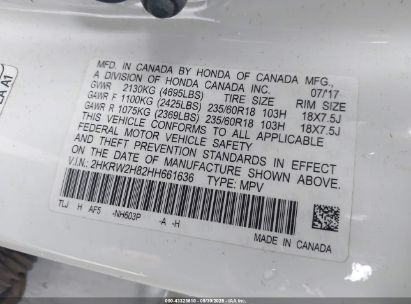 MADE IN CANADA BY HONDA OF CANADA MFG.,
A DIVISION OF HONDA CANADA INC. 07/17
GVWR 2130KG (4695LBS) TIRE SIZE RIM SIZE
GAWR F 1100KG (2425LBS) 235/60R18 103H 18X7.5J
GAWR R 1075KG (2369LBS) 235/60R18 103H 18X7.5J
THIS VEHICLE CONFORMS TO ALL APPLICABLE
FEDERAL MOTOR VEHICLE SAFETY
AND THEFT PREVENTION STANDARDS IN EFFECT
ON THE DATE OF MANUFACTURE SHOWN ABOVE.
V.I.N.: 2HKRW2H82HH661636 TYPE: MPV
TLJ H AF5 -NH603P -A -H
MADE IN CANADA